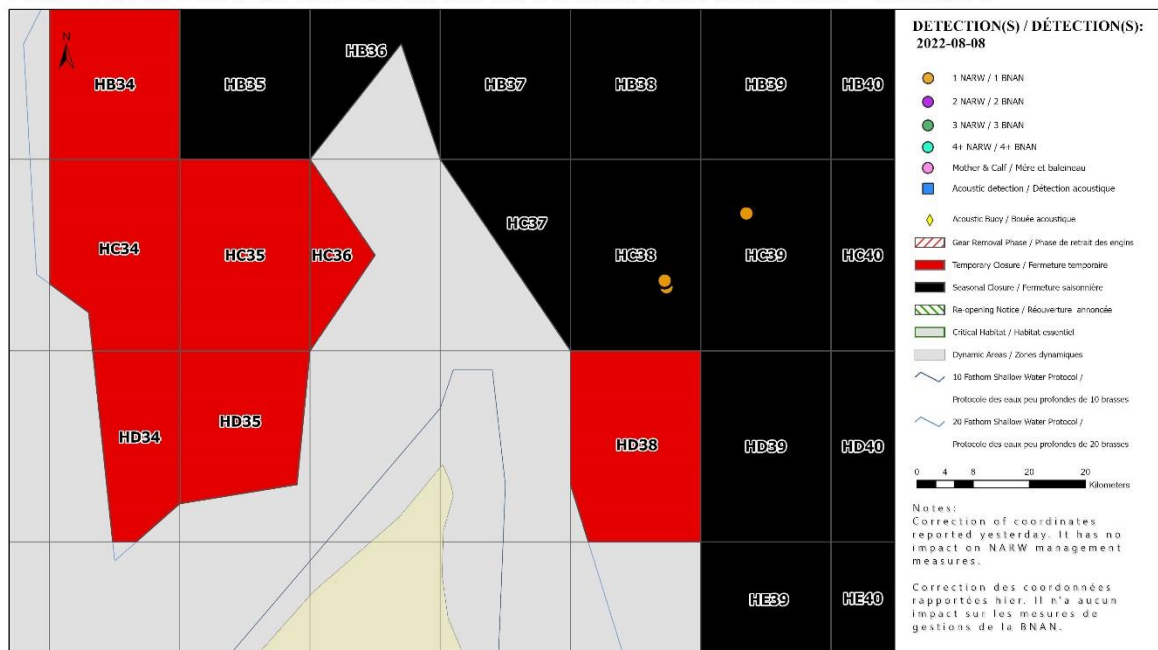 N
HB34
HB35
HB36
HB37
HB38
HB39
HB40
HC34
HC35
HC36
HC37
HC38
HC39
HC40
HD34
HD35
HD38
HD39
HD40
HE39
HE40
DETECTION(S) / DÉTECTION(S):
2022-08-08
1 NARW / 1 BNAN
2 NARW / 2 BNAN
3 NARW / 3 BNAN
4+ NARW / 4+ BNAN
Mother & Calf / Mère et baleineau
Acoustic detection / Détection acoustique
Acoustic Buoy / Bouée acoustique
Gear Removal Phase / Phase de retrait des engins
Temporary Closure / Fermeture temporaire
Seasonal Closure / Fermeture saisonnière
Re-opening Notice / Réouverture annoncée
Critical Habitat / Habitat essentiel
Dynamic Areas / Zones dynamiques
10 Fathom Shallow Water Protocol /
Protocole des eaux peu profondes de 10 brasses
20 Fathom Shallow Water Protocol /
Protocole des eaux peu profondes de 20 brasses
0 4 8 20 20
Kilometers
Notes:
Correction of coordinates
reported yesterday. It has no
impact on NARW management
measures.
Correction des coordonnées
rapportées hier. Il n'a aucun
impact sur les mesures de
gestions de la BNAN.